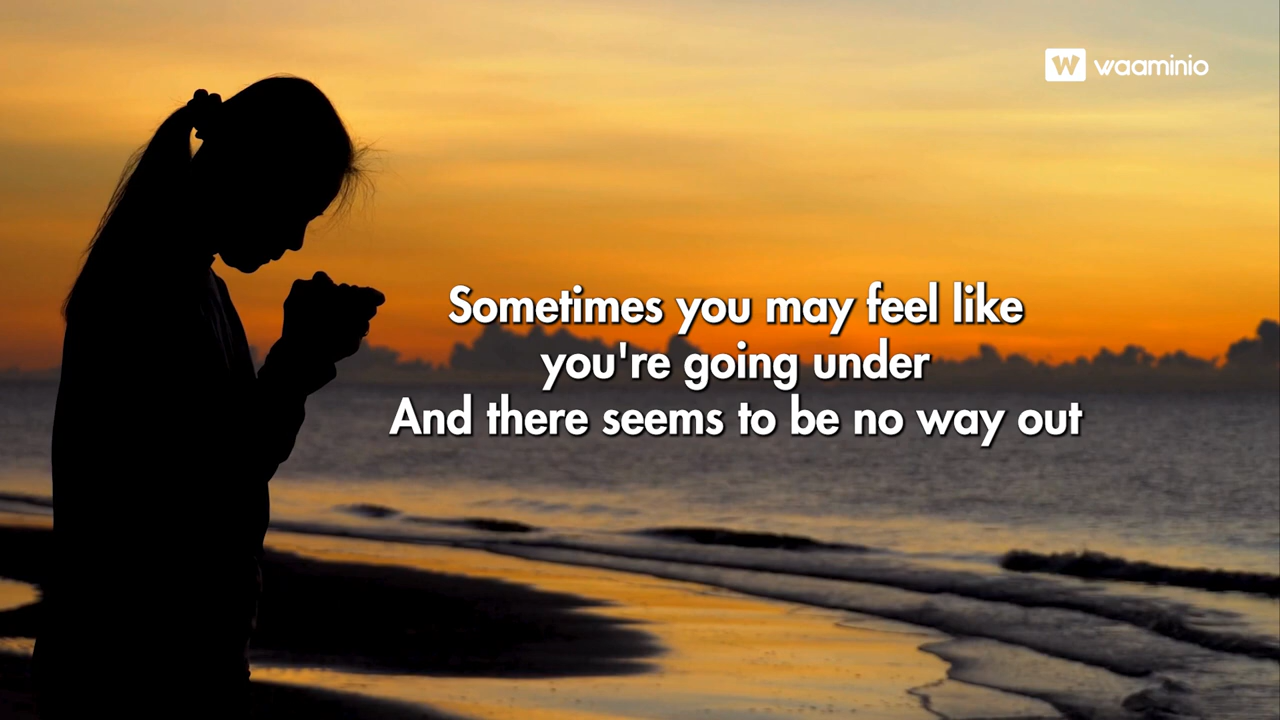 W waaminio
Sometimes you may feel like
you're going under
And there seems to be no way out